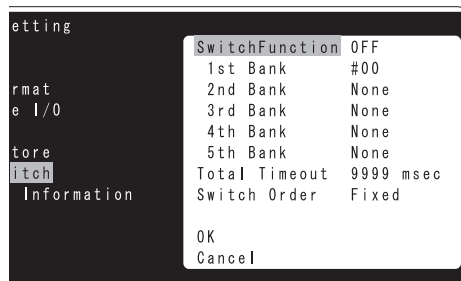 etting
SwitchFunction OFF
1st Bank #00
rmat 2nd Bank None
e I/O 3rd Bank None
4th Bank None
tore 5th Bank None
itch Total Timeout 9999 msec
Information Switch Order Fixed
OK
Cancel